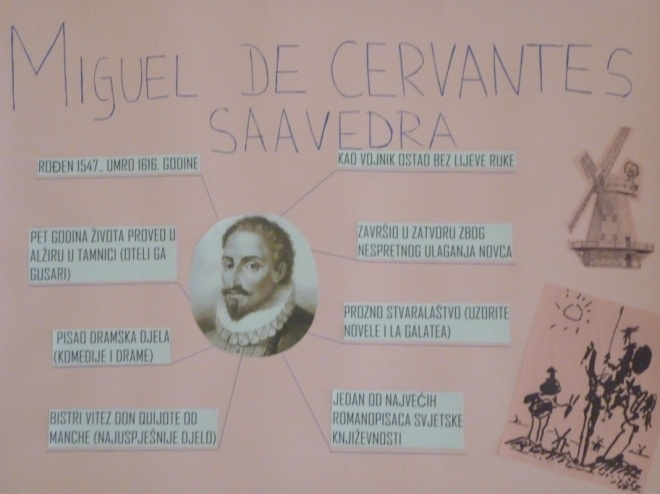 MIGUEL DE CERVANTES
SAAVEDRA
ROĐEN 1547., UMRO 1616. GODINE
KAO VOJNIK OSTAO BEZ LIJEVE RUKE
PET GODINA ŽIVOTA PROVEO U
ALŽIRU U TAMNICI (OTELI GA
GUSARI)
ZAVRŠIO U ZATVORU ZBOG
NESPRETNOG ULAGANJA NOVCA
PISAO DRAMSKA DJELA
(KOMEDIJE I DRAME)
PROZNO STVARALAŠTVO (UZORITE
NOVELE I LA GALATEA)
BISTRI VITEZ DON QUIJOTE OD
MANCHE (NAJUSPJEŠNIJE DJELO)
JEDAN OD NAJVEĆIH
ROMANOPISACA SVJETSKE
KNJIŽEVNOSTI